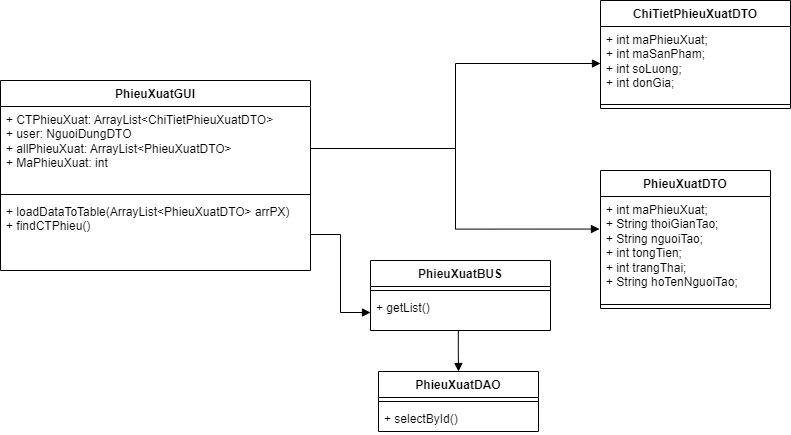 ChiTietPhieuXuatDTO
+ int maPhieuXuat;
+ int maSanPham;
+ int soLuong;
+ int donGia;
PhieuXuatGUI
+ CTPhieuXuat: ArrayList<ChiTietPhieuXuatDTO>
+ user: NguoiDungDTO
+ allPhieuXuat: ArrayList<PhieuXuatDTO>
+ MaPhieuXuat: int
+ loadDataToTable(ArrayList<PhieuXuatDTO> arrPX)
+ findCTPhieu()
PhieuXuatDTO
+ int maPhieuXuat;
+ String thoiGianTao;
+ String nguoiTao;
+ int tongTien;
+ int trangThai;
+ String hoTenNguoiTao;
PhieuXuatBUS
+ getList()
PhieuXuatDAO
+ selectById()